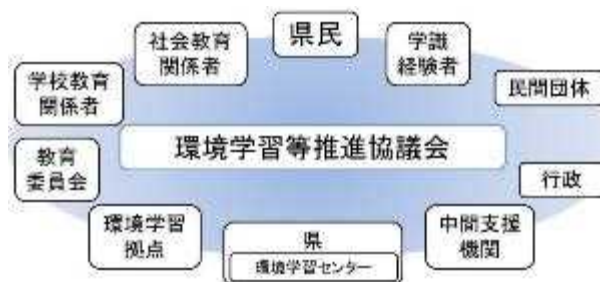 県民
社会教育
関係者
学識
経験者
学校教育
関係者
民間団体
環境学習等推進協議会
教育
委員会
行政
環境学習
拠点
県
環境学習センター
中間支援
機関